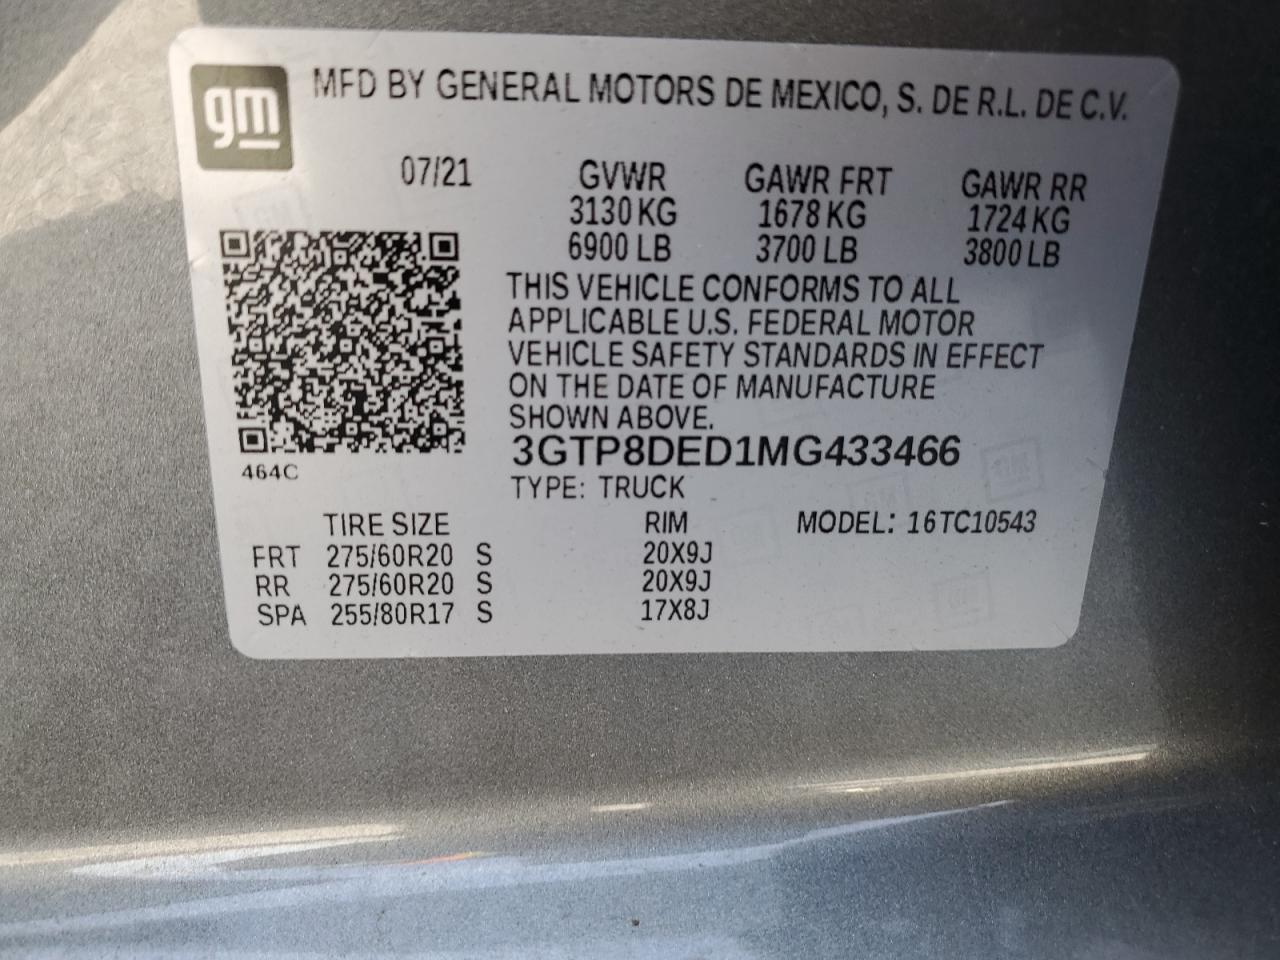 gm
MFD BY GENERAL MOTORS DE MEXICO, S. DE R.L. DE C.V.
07/21 GVWR GAWR FRT GAWR RR
3130 KG 1678 KG 1724 KG
6900 LB 3700 LB 3800 LB
THIS VEHICLE CONFORMS TO ALL
APPLICABLE U.S. FEDERAL MOTOR
VEHICLE SAFETY STANDARDS IN EFFECT
ON THE DATE OF MANUFACTURE
SHOWN ABOVE.
3GTP8DED1MG433466
464C
TYPE: TRUCK
TIRE SIZE RIM MODEL: 16TC10543
FRT 275/60R20 S 20X9J
RR 275/60R20 S 20X9J
SPA 255/80R17 S 17X8J